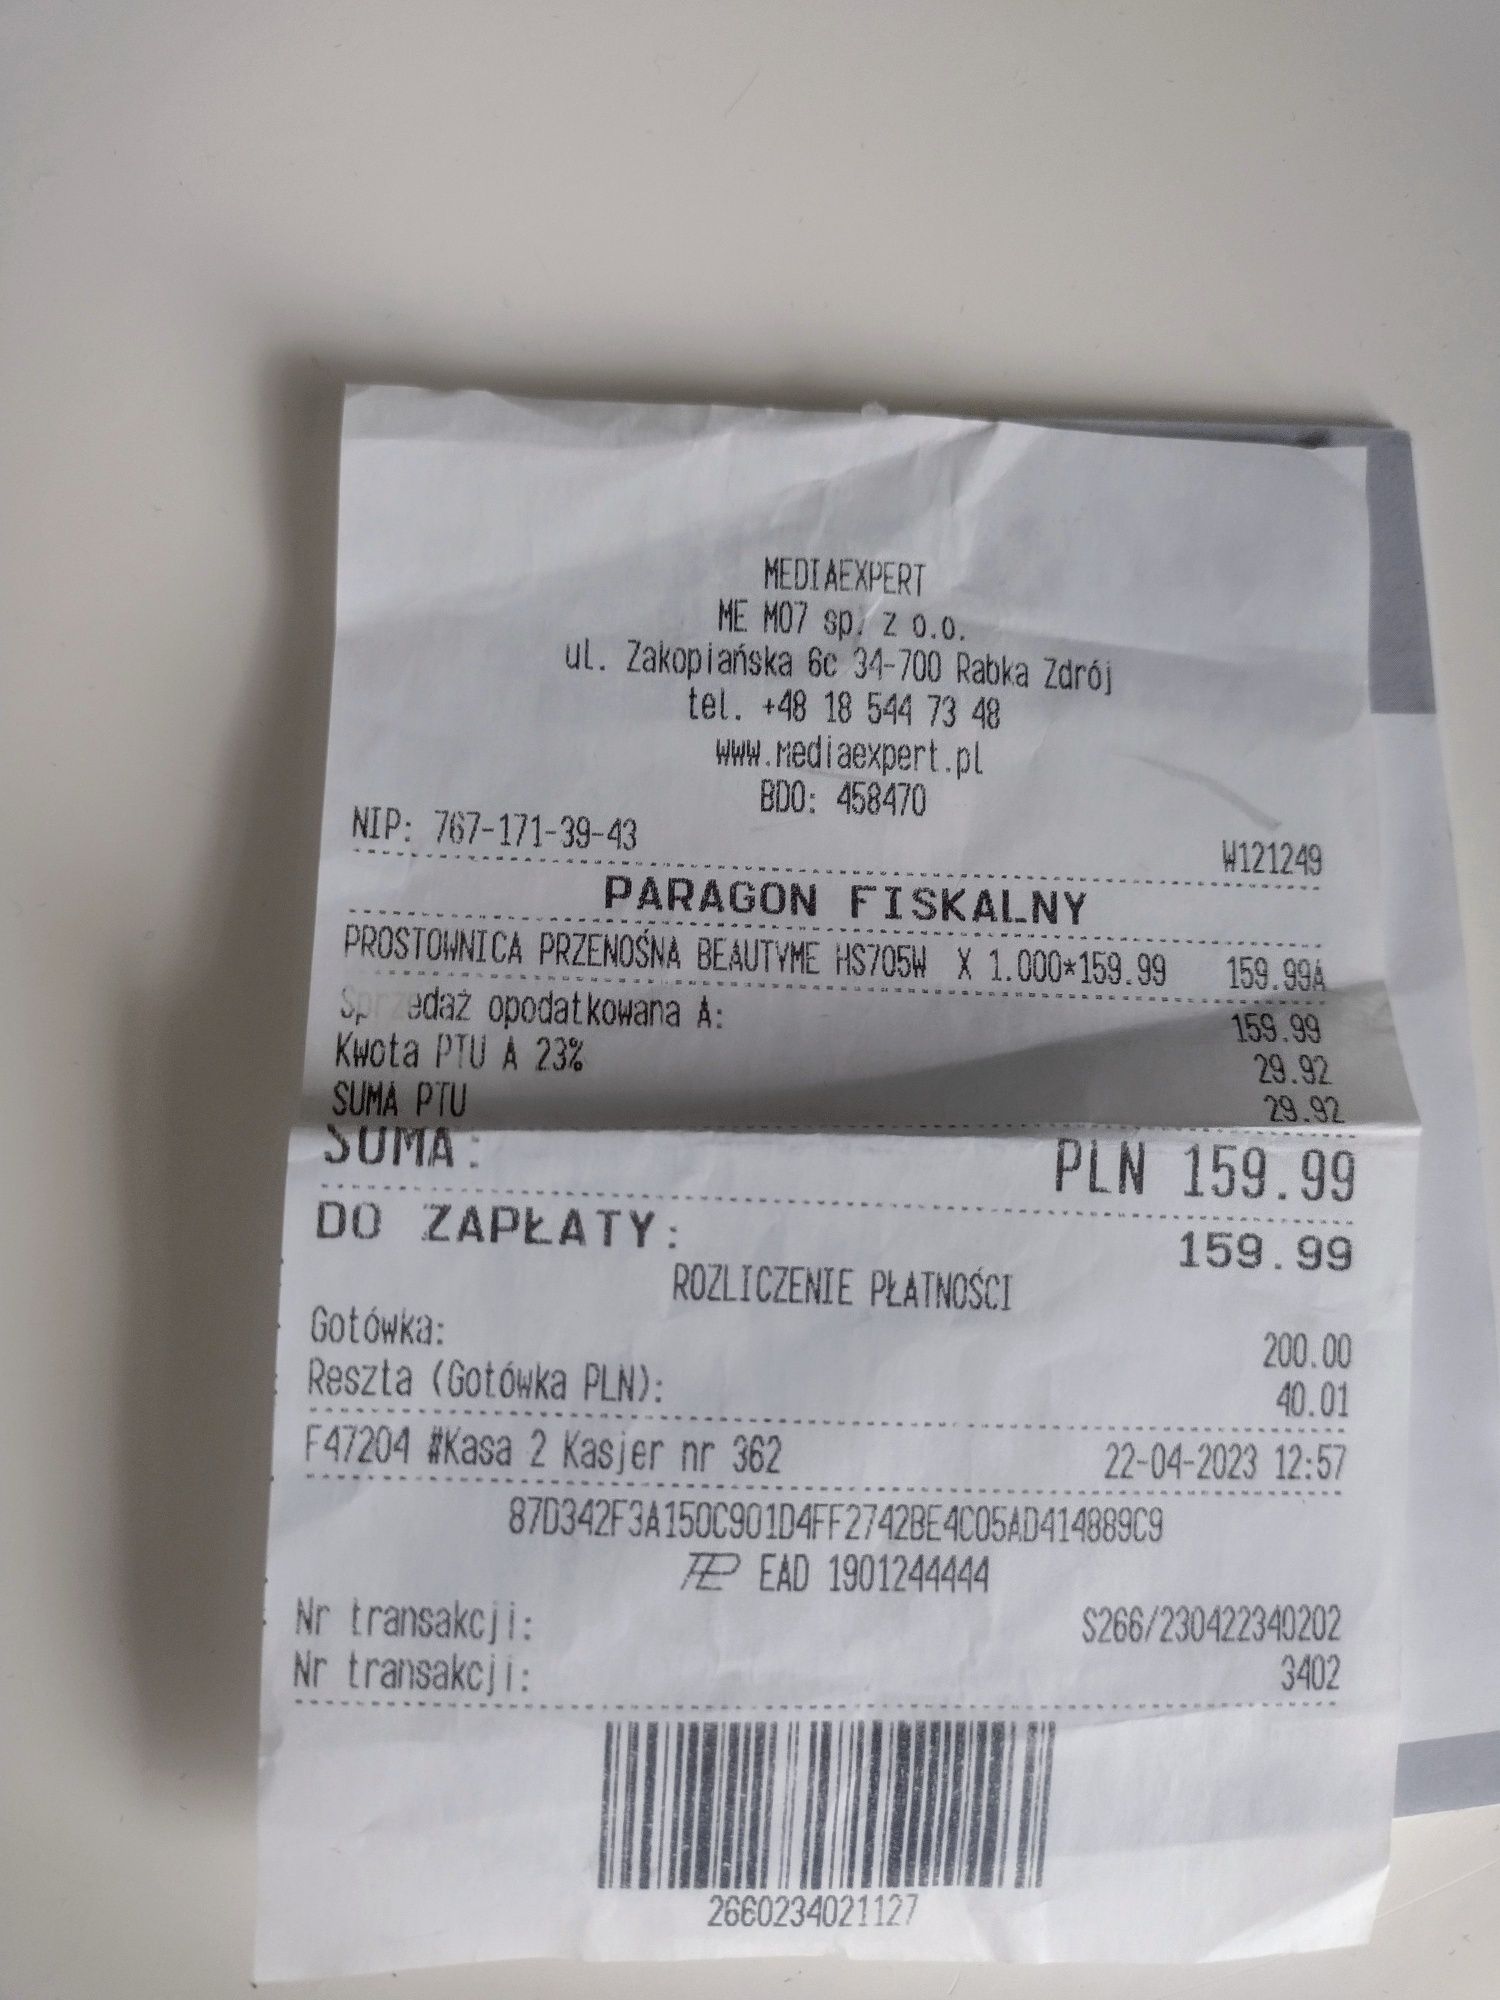 MEDIAEXPERT
ME M07 sp. z o.o.
ul. Zakopiańska 6c 34-700 Rabka Zdrój
tel. +48 18 544 73 48
www.mediaexpert.pl
BDO: 458470
NIP: 767-171-39-43 W121249
PARAGON FISKALNY
PROSTOWNICA PRZENOŚNA BEAUTYME HS705W X 1.000*159.99 159.99A
Sprzedaż opodatkowana A: 159.99
Kwota PTU A 23% 29.92
SUMA PTU 29.92
SUMA: PLN 159.99
DO ZAPŁATY: 159.99
ROZLICZENIE PŁATNOŚCI
Gotówka: 200.00
Reszta (Gotówka PLN): 40.01
F47204 #Kasa 2 Kasjer nr 362 22-04-2023 12:57
87D342F3A150C901D4FF2742BE4C05AD414889C9
EAD 1901244444
Nr transakcji: S266/230422340202
Nr transakcji: 3402
2660234021127